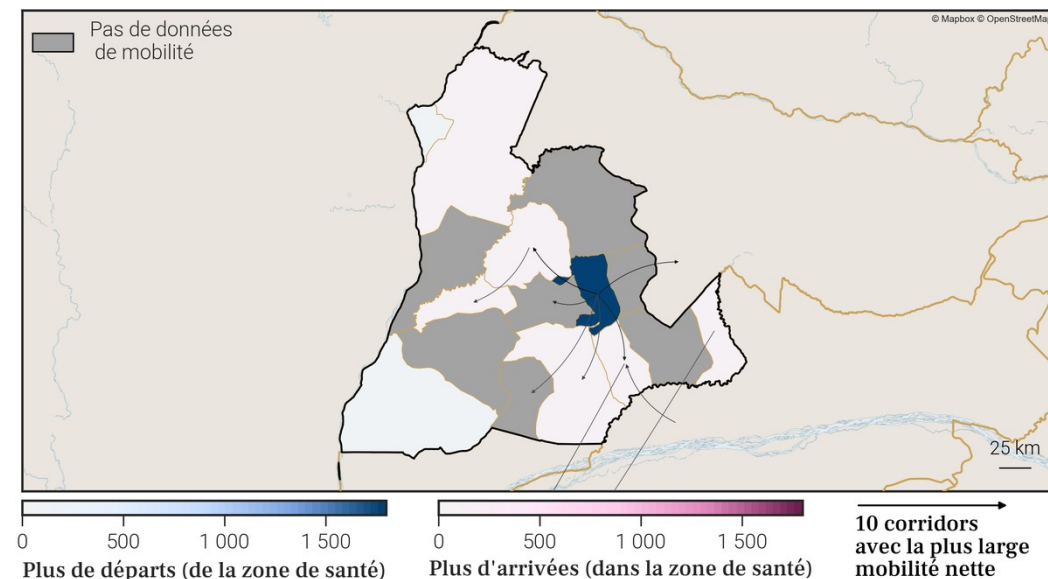 © Mapbox © OpenStreetMap
Pas de données
de mobilité
25 km
0 500 1 000 1 500
Plus de départs (de la zone de santé)
0 500 1 000 1 500
Plus d'arrivées (dans la zone de santé)
10 corridors
avec la plus large
mobilité nette